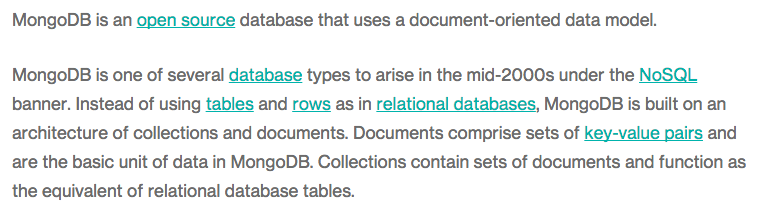 MongoDB is an open source database that uses a document-oriented data model.
MongoDB is one of several database types to arise in the mid-2000s under the NoSQL
banner. Instead of using tables and rows as in relational databases, MongoDB is built on an
architecture of collections and documents. Documents comprise sets of key-value pairs and
are the basic unit of data in MongoDB. Collections contain sets of documents and function as
the equivalent of relational database tables.